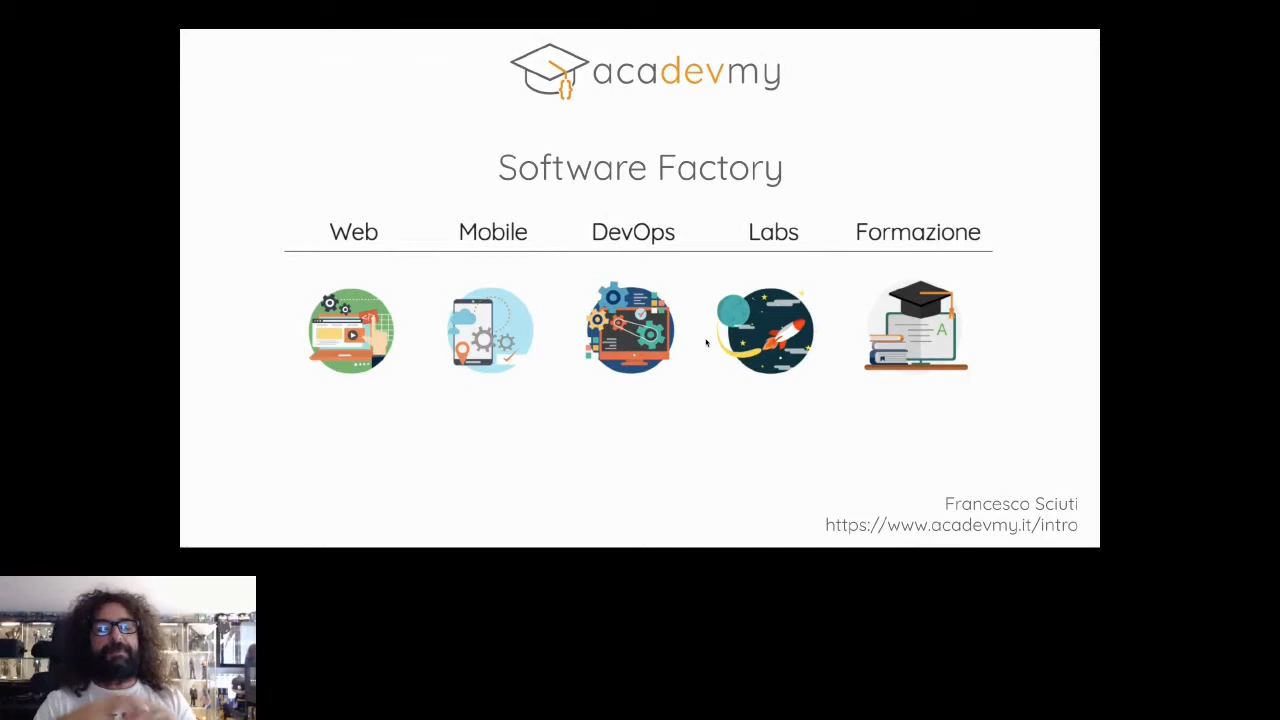 acadevmy
Software Factory
Web Mobile DevOps Labs Formazione
</>
A
Francesco Sciuti
https://www.acadevmy.it/intro